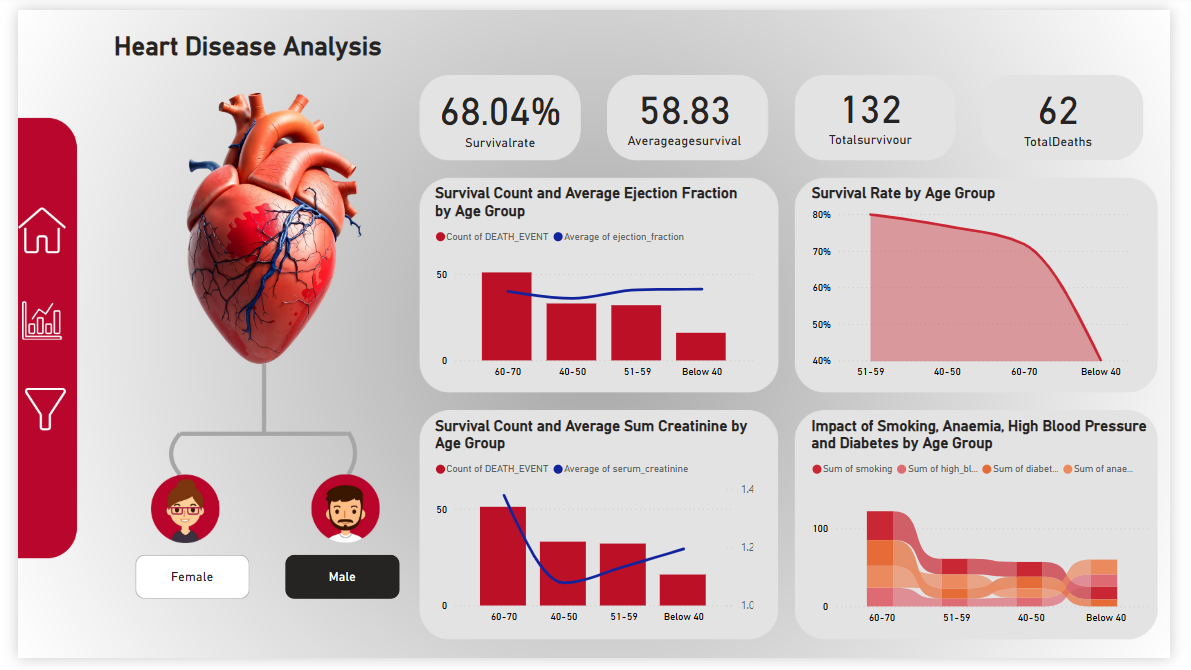 Heart Disease Analysis
68.04%
Survivalrate
58.83
Averageagesurvival
132
Totalsurvivour
62
TotalDeaths
Survival Count and Average Ejection Fraction
by Age Group
Count of DEATH_EVENT Average of ejection_fraction
50
0
60-70 40-50 51-59 Below 40
Survival Rate by Age Group
80%
70%
60%
50%
40%
51-59 40-50 60-70 Below 40
Survival Count and Average Sum Creatinine by
Age Group
Count of DEATH_EVENT Average of serum_creatinine
1.4
50
1.2
0 1.0
60-70 40-50 51-59 Below 40
Impact of Smoking, Anaemia, High Blood Pressure
and Diabetes by Age Group
Sum of smoking Sum of high_bl... Sum of diabet... Sum of anae...
100
0
60-70 51-59 40-50 Below 40
Female
Male